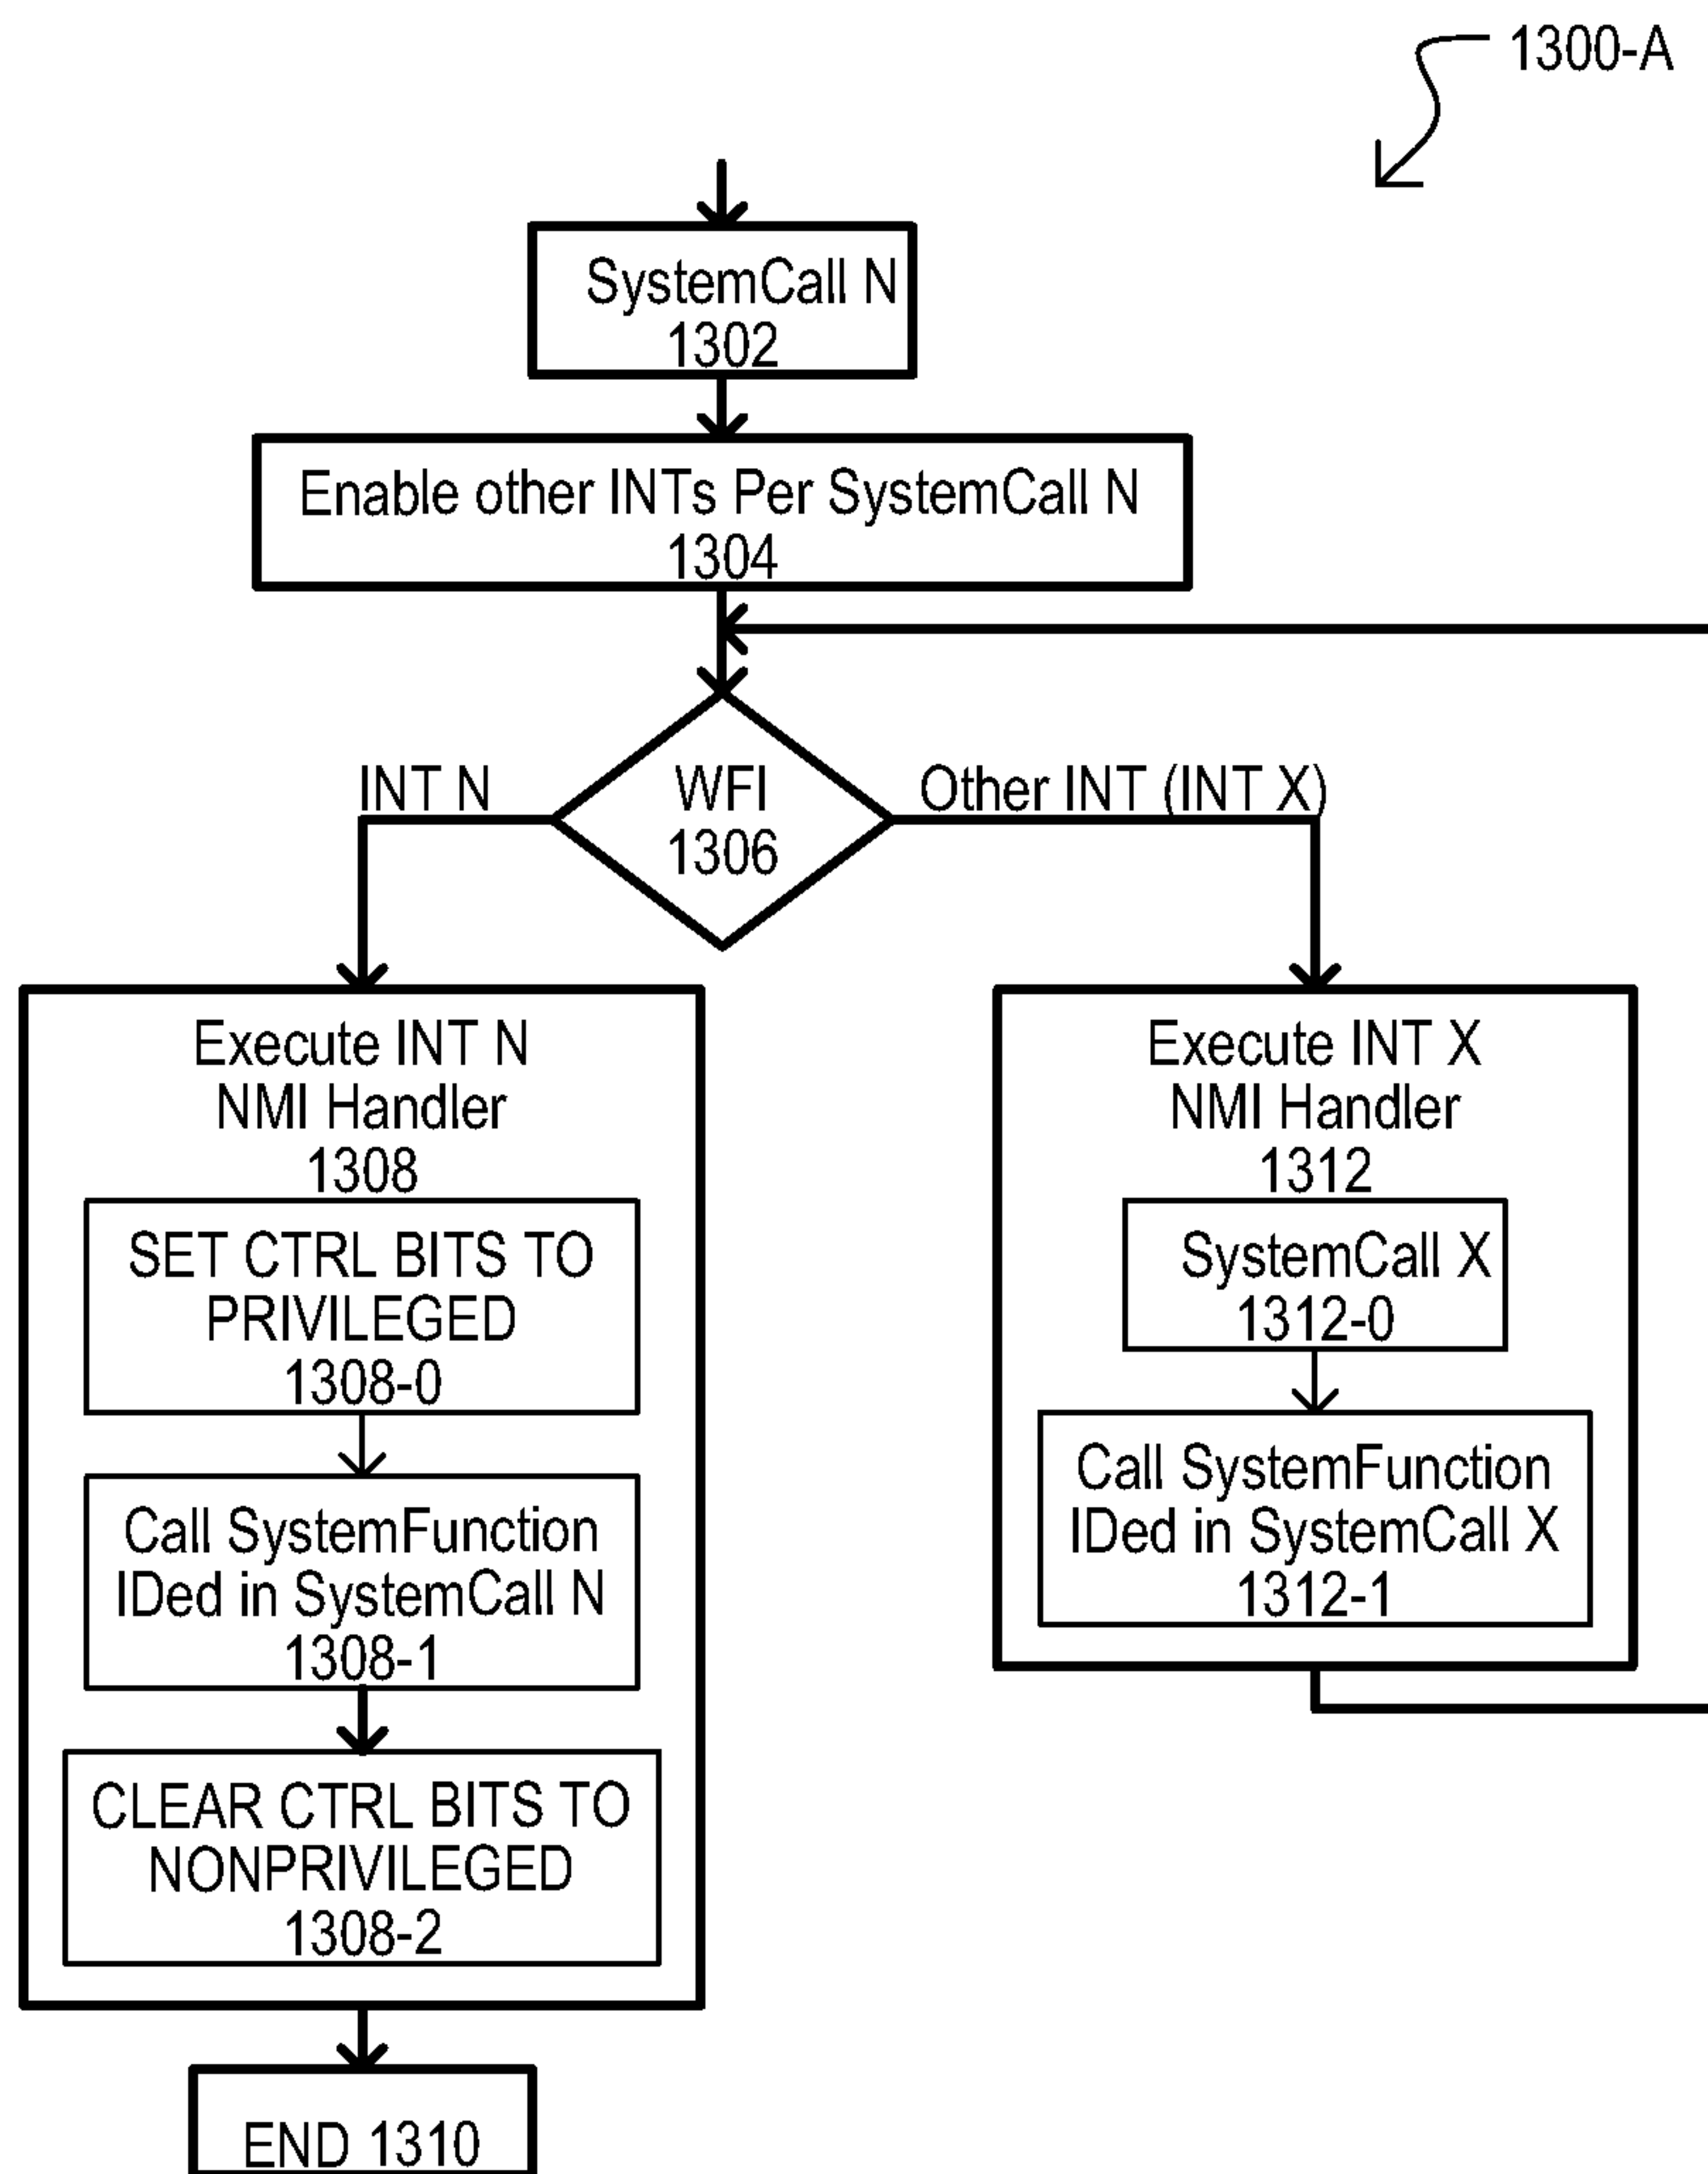 1300-A
SystemCall N
1302
Enable other INTs Per SystemCall N
1304
INT N
WFI
1306
Other INT (INT X)
Execute INT N
NMI Handler
1308
SET CTRL BITS TO
PRIVILEGED
1308-0
Call SystemFunction
IDed in SystemCall N
1308-1
CLEAR CTRL BITS TO
NONPRIVILEGED
1308-2
END 1310
Execute INT X
NMI Handler
1312
SystemCall X
1312-0
Call SystemFunction
IDed in SystemCall X
1312-1